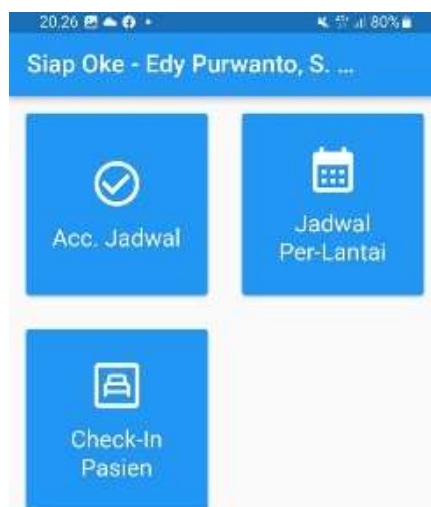 20.26
80%
Siap Oke - Edy Purwanto, S. ...
Acc. Jadwal
Jadwal
Per-Lantai
Check-In
Pasien